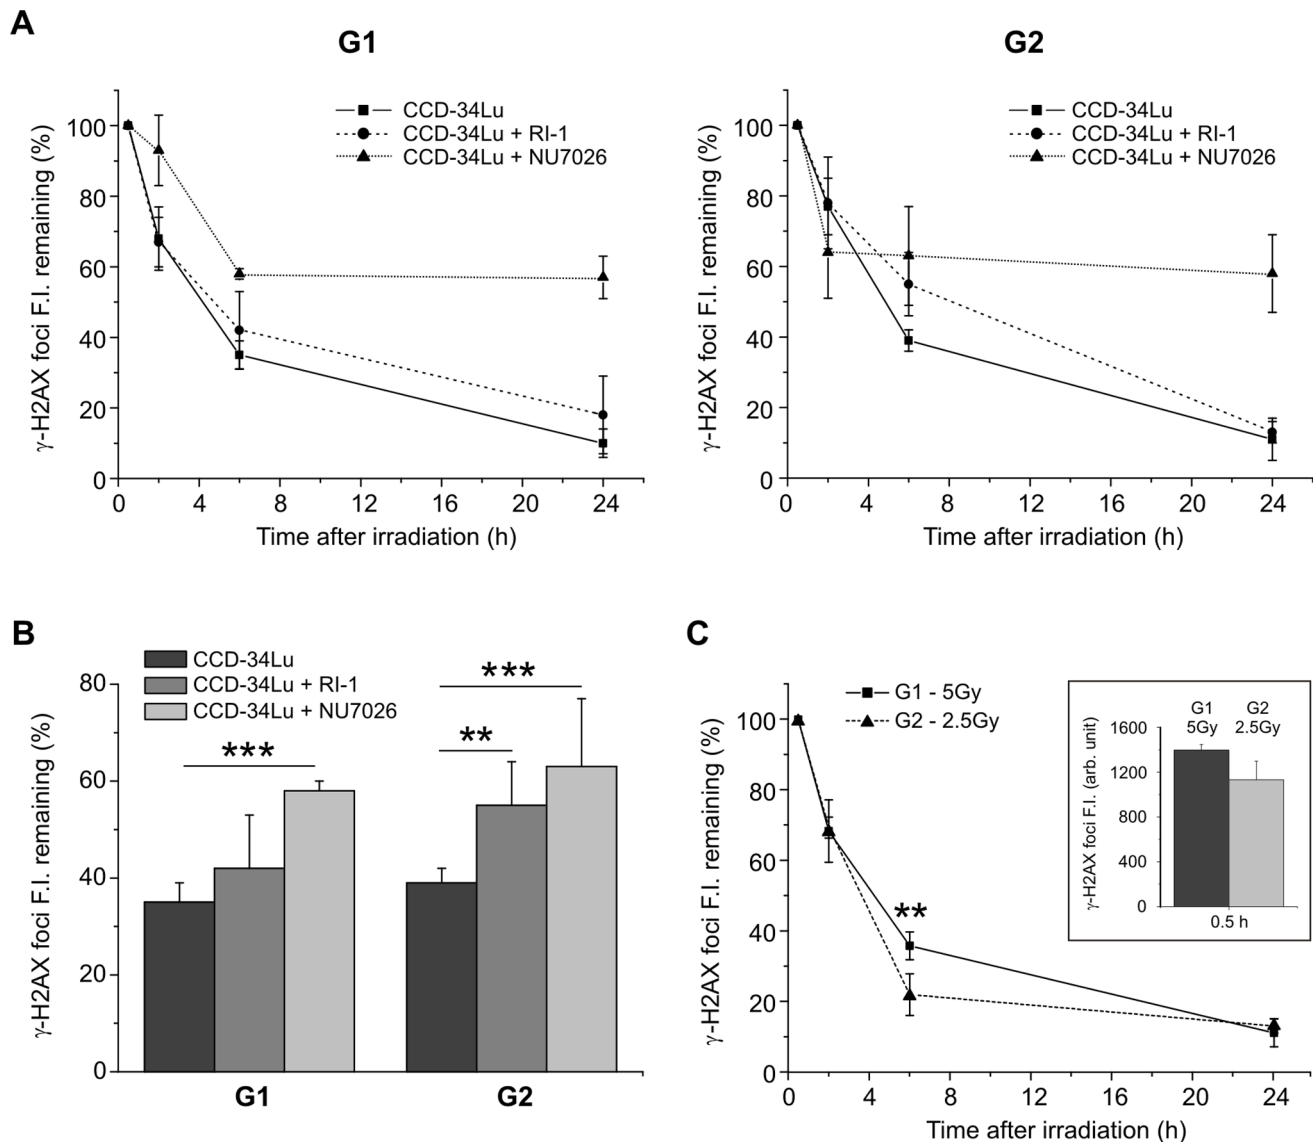 A
G1
G2
CCD-34Lu
CCD-34Lu + RI-1
CCD-34Lu + NU7026
γ-H2AX foci F.I. remaining (%)
100
80
60
40
20
0
0 4 8 12 16 20 24
Time after irradiation (h)
CCD-34Lu
CCD-34Lu + RI-1
CCD-34Lu + NU7026
γ-H2AX foci F.I. remaining (%)
100
80
60
40
20
0
0 4 8 12 16 20 24
Time after irradiation (h)
B
CCD-34Lu
CCD-34Lu + RI-1
CCD-34Lu + NU7026
γ-H2AX foci F.I. remaining (%)
80
60
40
20
0
***
***
**
G1 G2
C
G1 - 5Gy
G2 - 2.5Gy
γ-H2AX foci F.I. remaining (%)
100
80
60
40
20
0
**
0 4 8 12 16 20 24
Time after irradiation (h)
G1 G2
5Gy 2.5Gy
γ-H2AX foci F.I. (arb. unit)
1600
1200
800
400
0
0.5 h